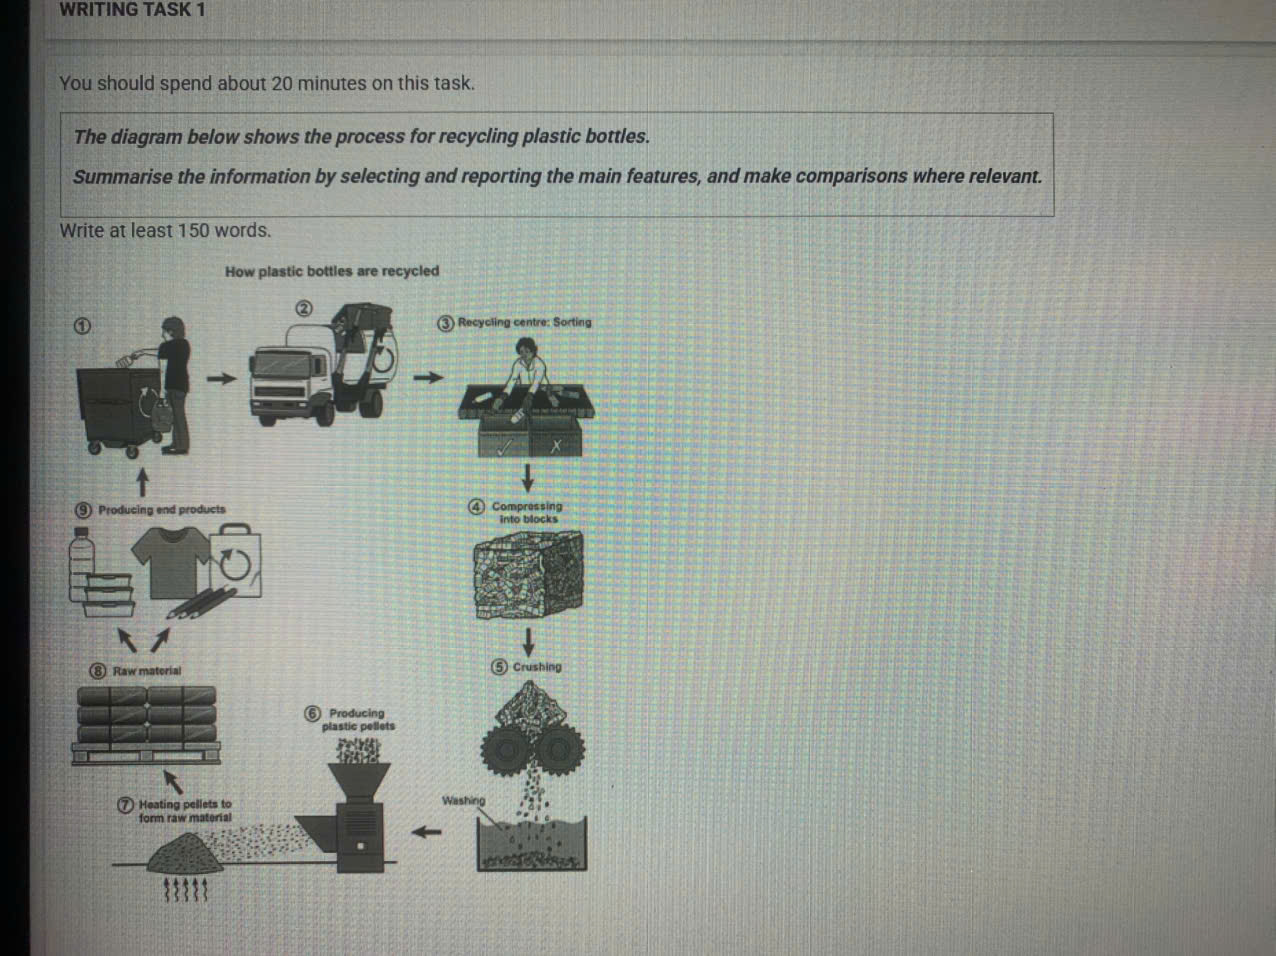 WRITING TASK 1
You should spend about 20 minutes on this task.
The diagram below shows the process for recycling plastic bottles.
Summarise the information by selecting and reporting the main features, and make comparisons where relevant.
Write at least 150 words.
How plastic bottles are recycled
1
2
3 Recycling centre: Sorting
✓ X
4 Compressing
into blocks
5 Crushing
Washing
6 Producing
plastic pellets
7 Heating pellets to
form raw material
8 Raw material
9 Producing end products